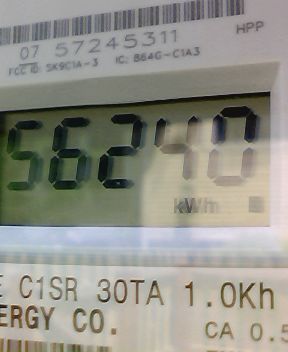 07 57245311
HPP
FCC ID: SK9C1A-3 IC: 864G-C1A3
56240
kWh
E C1SR 30TA 1.0Kh
ERGY CO.
CA 0.5